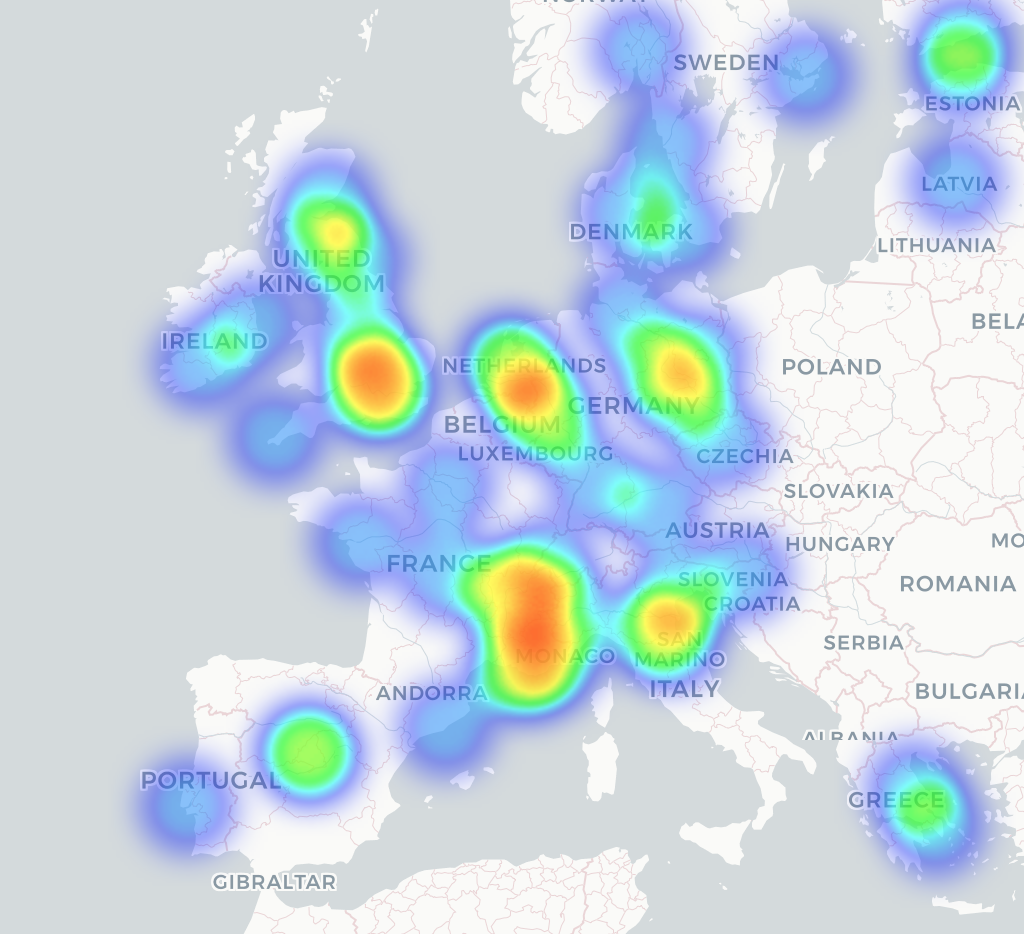 NORWAY
SWEDEN
ESTONIA
LATVIA
DENMARK
LITHUANIA
UNITED
KINGDOM
IRELAND
BELA
NETHERLANDS
POLAND
GERMANY
BELGIUM
LUXEMBOURG
CZECHIA
SLOVAKIA
AUSTRIA
HUNGARY
MO
FRANCE
SLOVENIA
ROMANIA
CROATIA
SAN
MARINO
SERBIA
MONACO
ITALY
ANDORRA
BULGARIA
ALBANIA
PORTUGAL
GREECE
GIBRALTAR